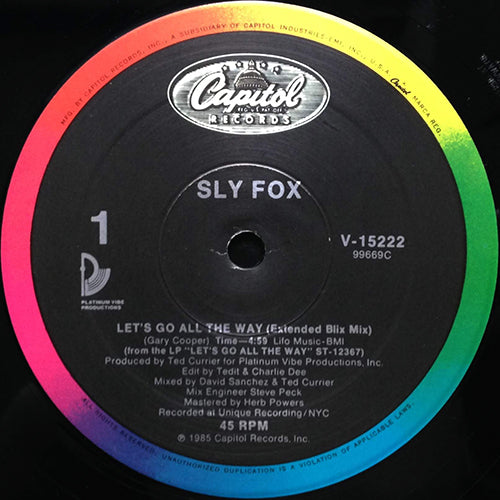 MFG. BY CAPITOL RECORDS, INC., A SUBSIDIARY OF CAPITOL INDUSTRIES-EMI, INC., U.S.A. Capitol MARCA REG.
Capitol
RECORDS
SLY FOX
1
V-15222
99669C
PLATINUM VIBE
PRODUCTIONS
LET'S GO ALL THE WAY (Extended Blix Mix)
(Gary Cooper) Time—4:59 Lifo Music-BMI
(from the LP "LET'S GO ALL THE WAY" ST-12367)
Produced by Ted Currier for Platinum Vibe Productions, Inc.
Edit by Tedit & Charlie Dee
Mixed by David Sanchez & Ted Currier
Mix Engineer Steve Peck
Mastered by Herb Powers
Recorded at Unique Recording/NYC
45 RPM
℗ 1985 Capitol Records, Inc.
ALL RIGHTS RESERVED. UNAUTHORIZED DUPLICATION IS A VIOLATION OF APPLICABLE LAWS.